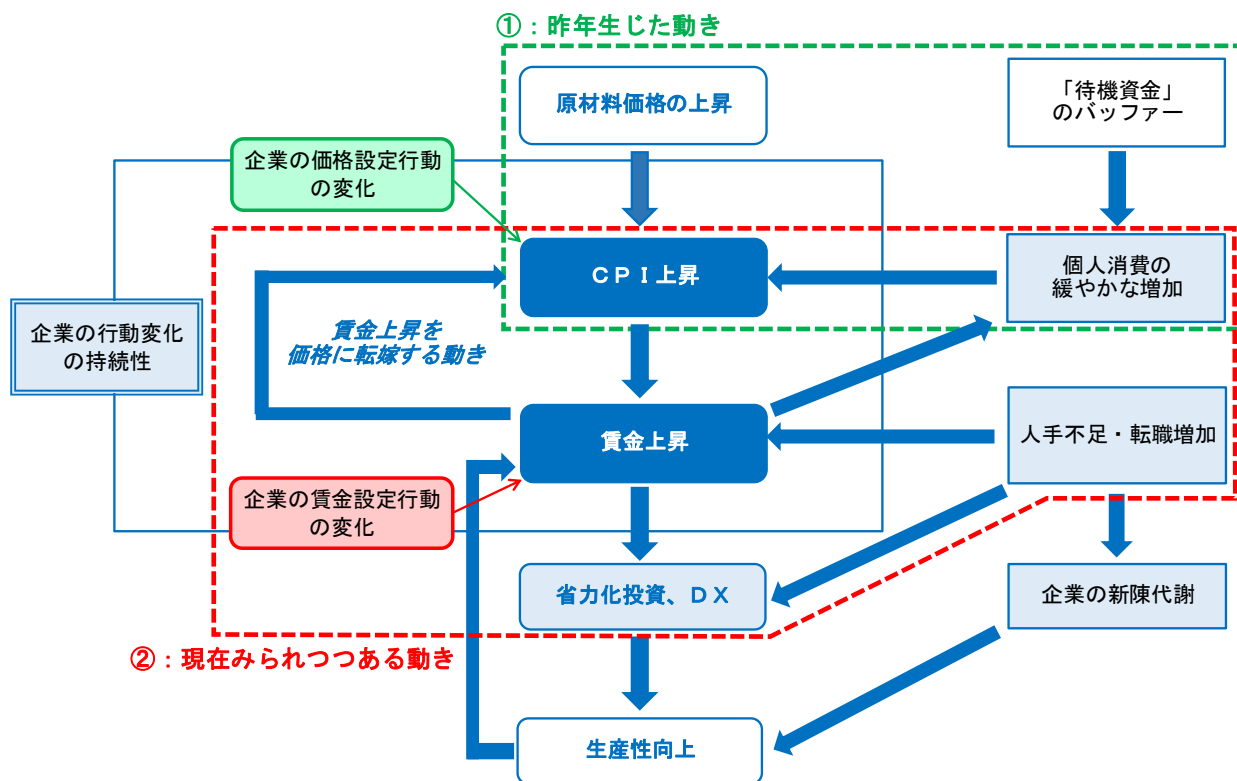 ①：昨年生じた動き
原材料価格の上昇
「待機資金」
のバッファー
企業の価格設定行動
の変化
ＣＰＩ上昇
個人消費の
緩やかな増加
企業の行動変化
の持続性
賃金上昇を
価格に転嫁する動き
賃金上昇
人手不足・転職増加
企業の賃金設定行動
の変化
省力化投資、ＤＸ
企業の新陳代謝
②：現在みられつつある動き
生産性向上